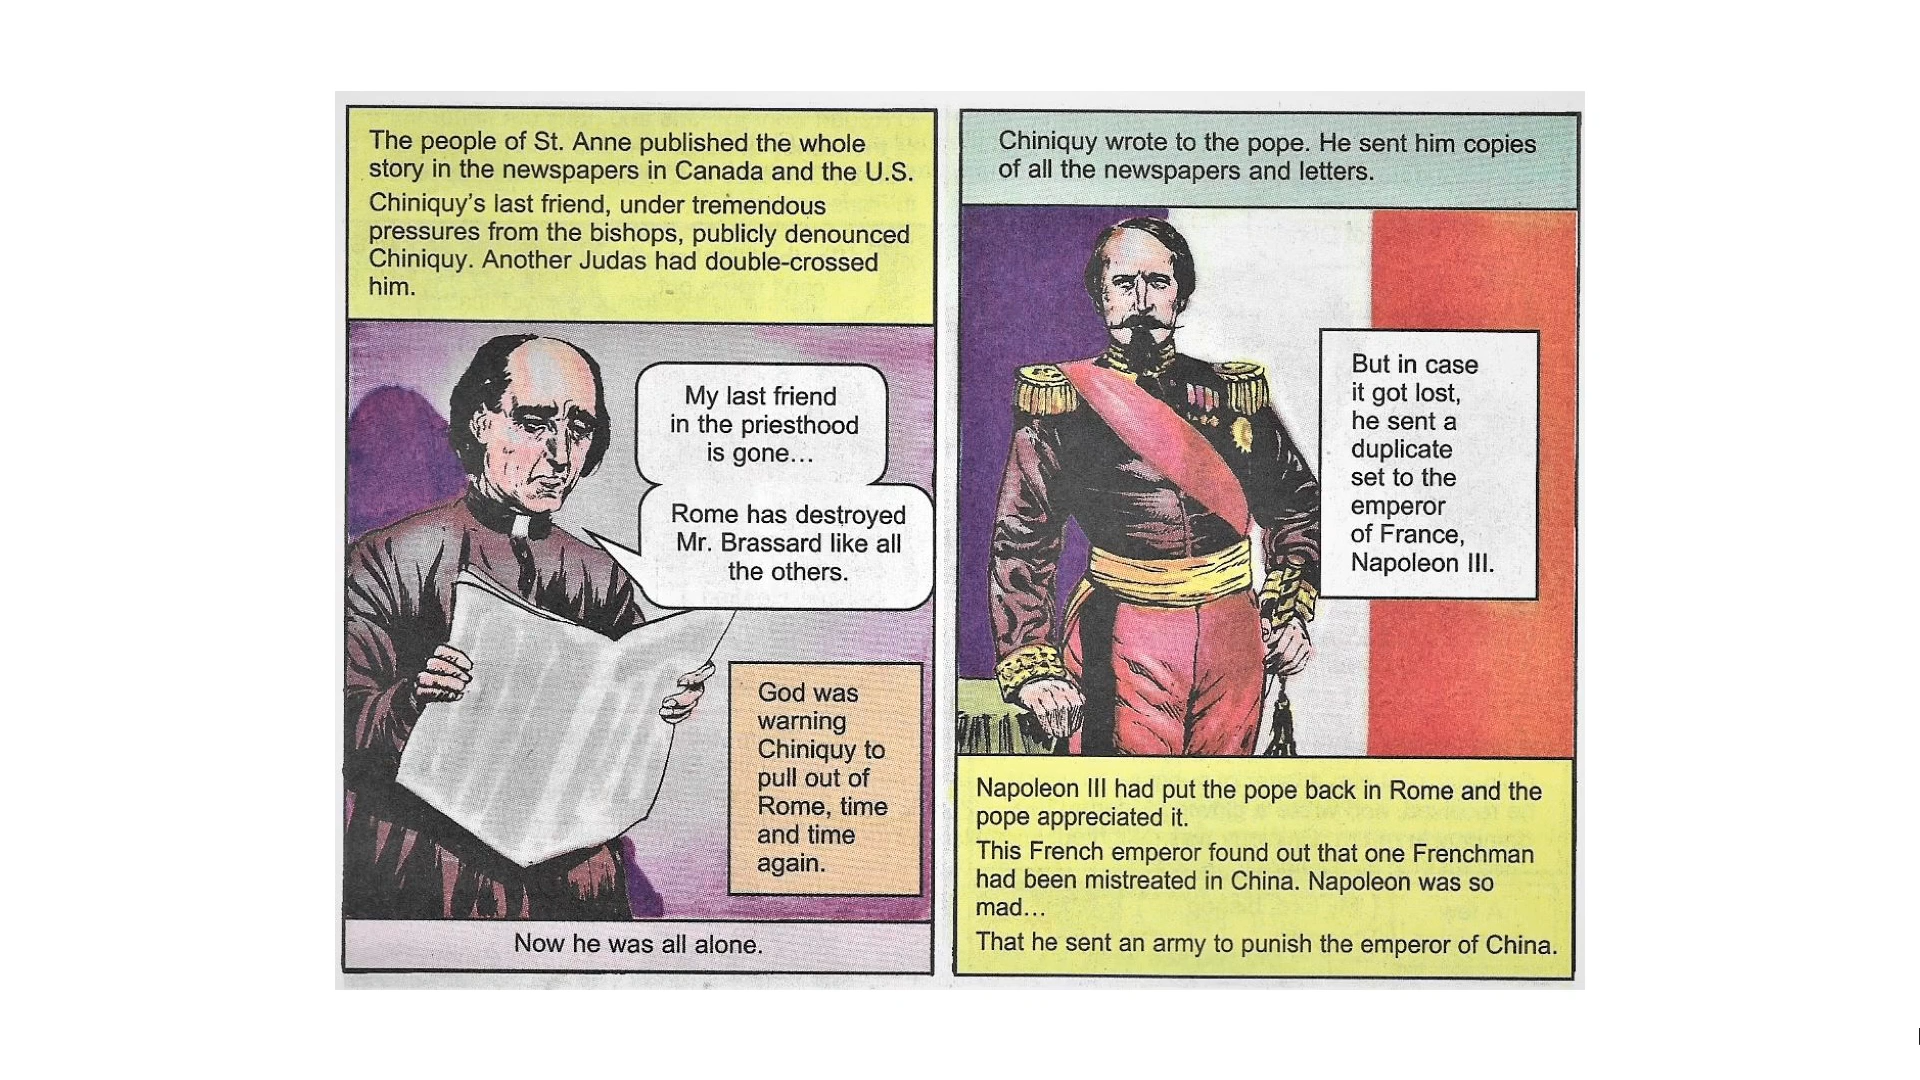 The people of St. Anne published the whole
story in the newspapers in Canada and the U.S.
Chiniquy's last friend, under tremendous
pressures from the bishops, publicly denounced
Chiniquy. Another Judas had double-crossed
him.
My last friend
in the priesthood
is gone...
Rome has destroyed
Mr. Brassard like all
the others.
God was
warning
Chiniquy to
pull out of
Rome, time
and time
again.
Now he was all alone.
Chiniquy wrote to the pope. He sent him copies
of all the newspapers and letters.
But in case
it got lost,
he sent a
duplicate
set to the
emperor
of France,
Napoleon III.
Napoleon III had put the pope back in Rome and the
pope appreciated it.
This French emperor found out that one Frenchman
had been mistreated in China. Napoleon was so
mad...
That he sent an army to punish the emperor of China.